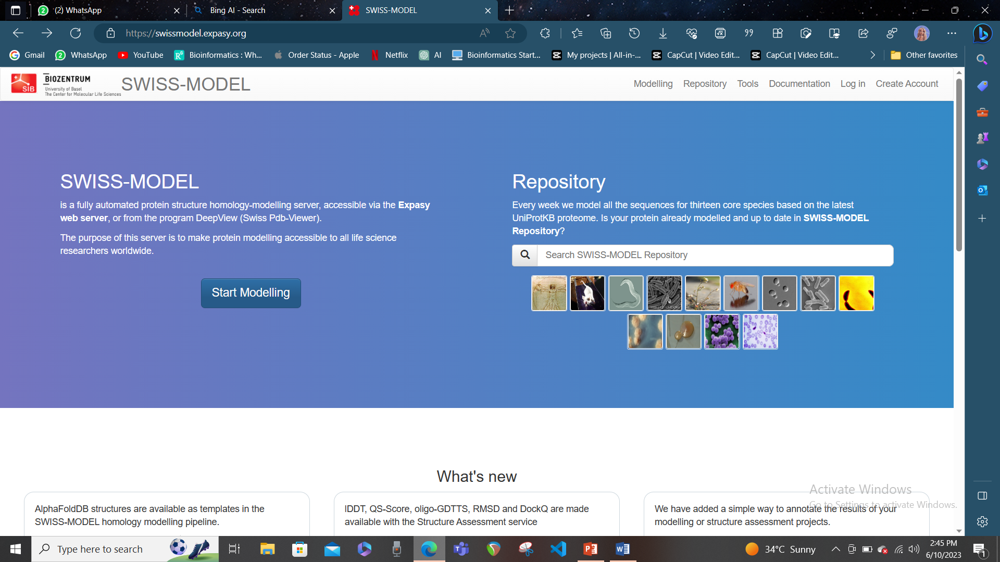 (2) WhatsApp
Bing AI - Search
SWISS-MODEL
https://swissmodel.expasy.org
Gmail
WhatsApp
YouTube
Bioinformatics : Wh...
Order Status - Apple
Netflix
AI
Bioinformatics Start...
My projects | All-in-...
CapCut | Video Edit...
CapCut | Video Edit...
Other favorites
SIB
BIOZENTRUM
University of Basel
The Center for Molecular Life Sciences
SWISS-MODEL
Modelling
Repository
Tools
Documentation
Log in
Create Account
SWISS-MODEL
is a fully automated protein structure homology-modelling server, accessible via the Expasy
web server, or from the program DeepView (Swiss Pdb-Viewer).
The purpose of this server is to make protein modelling accessible to all life science
researchers worldwide.
Start Modelling
Repository
Every week we model all the sequences for thirteen core species based on the latest
UniProtKB proteome. Is your protein already modelled and up to date in SWISS-MODEL
Repository?
Search SWISS-MODEL Repository
What's new
AlphaFoldDB structures are available as templates in the
SWISS-MODEL homology modelling pipeline.
lDDT, QS-Score, oligo-GDTTS, RMSD and DockQ are made
available with the Structure Assessment service
We have added a simple way to annotate the results of your
modelling or structure assessment projects.
Activate Windows
Go to Settings to activate Windows.
Type here to search
34°C Sunny
2:45 PM
6/10/2023
1